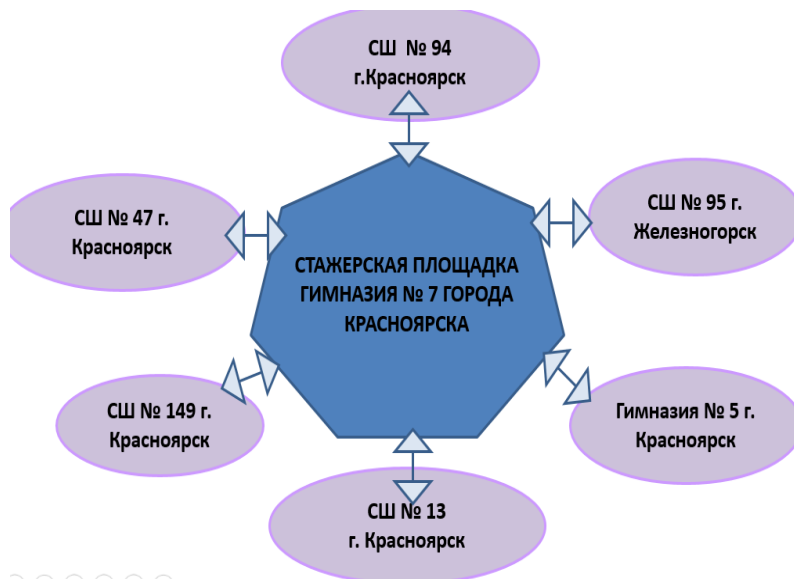 СШ № 94
г.Красноярск
СШ № 47 г.
Красноярск
СШ № 95 г.
Железногорск
СТАЖЕРСКАЯ ПЛОЩАДКА
ГИМНАЗИЯ № 7 ГОРОДА
КРАСНОЯРСКА
СШ № 149 г.
Красноярск
Гимназия № 5 г.
Красноярск
СШ № 13
г. Красноярск